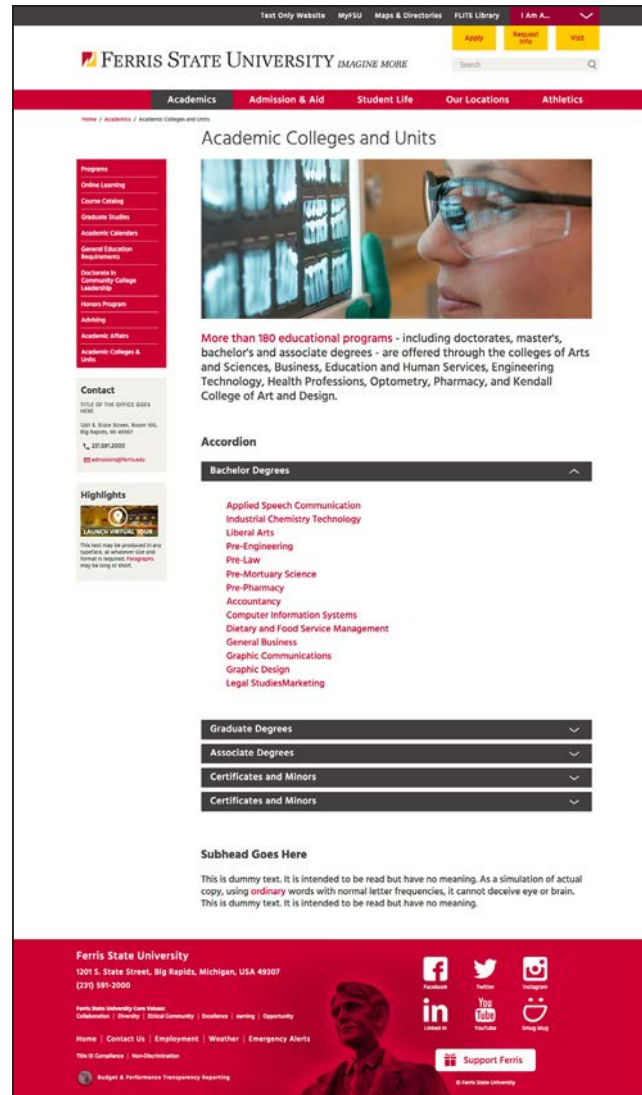 Text Only Website MyFSU Maps & Directories FLITE Library I Am A...
Apply Request Info Visit
FERRIS STATE UNIVERSITY IMAGINE MORE
Search
Academics Admission & Aid Student Life Our Locations Athletics
Home / Academics / Academic Colleges and Units
Academic Colleges and Units
Programs
Online Learning
Course Catalog
Graduate Studies
Academic Calendars
General Education
Requirements
Doctorate in
Community College
Leadership
Honors Program
Advising
Academic Affairs
Academic Colleges &
Units
Contact
TITLE OF THE OFFICE GOES
HERE
1201 S. State Street, Room 100,
Big Rapids, MI 49307
231.591.2000
admissions@ferris.edu
Highlights
LAUNCH VIRTUAL TOUR
This text may be produced in any
typeface, at whatever size and
format is required. Paragraphs
may be long or short.
More than 180 educational programs - including doctorates, master's,
bachelor's and associate degrees - are offered through the colleges of Arts
and Sciences, Business, Education and Human Services, Engineering
Technology, Health Professions, Optometry, Pharmacy, and Kendall
College of Art and Design.
Accordion
Bachelor Degrees
Applied Speech Communication
Industrial Chemistry Technology
Liberal Arts
Pre-Engineering
Pre-Law
Pre-Mortuary Science
Pre-Pharmacy
Accountancy
Computer Information Systems
Dietary and Food Service Management
General Business
Graphic Communications
Graphic Design
Legal StudiesMarketing
Graduate Degrees
Associate Degrees
Certificates and Minors
Certificates and Minors
Subhead Goes Here
This is dummy text. It is intended to be read but have no meaning. As a simulation of actual
copy, using ordinary words with normal letter frequencies, it cannot deceive eye or brain.
This is dummy text. It is intended to be read but have no meaning.
Ferris State University
1201 S. State Street, Big Rapids, Michigan, USA 49307
(231) 591-2000
Ferris State University Core Values:
Collaboration | Diversity | Ethical Community | Excellence | earning | Opportunity
Home | Contact Us | Employment | Weather | Emergency Alerts
Title IX Compliance | Non-Discrimination
Budget & Performance Transparency Reporting
Facebook Twitter Instagram
in You Tube
Linked In YouTube Smug Mug
Support Ferris
© Ferris State University